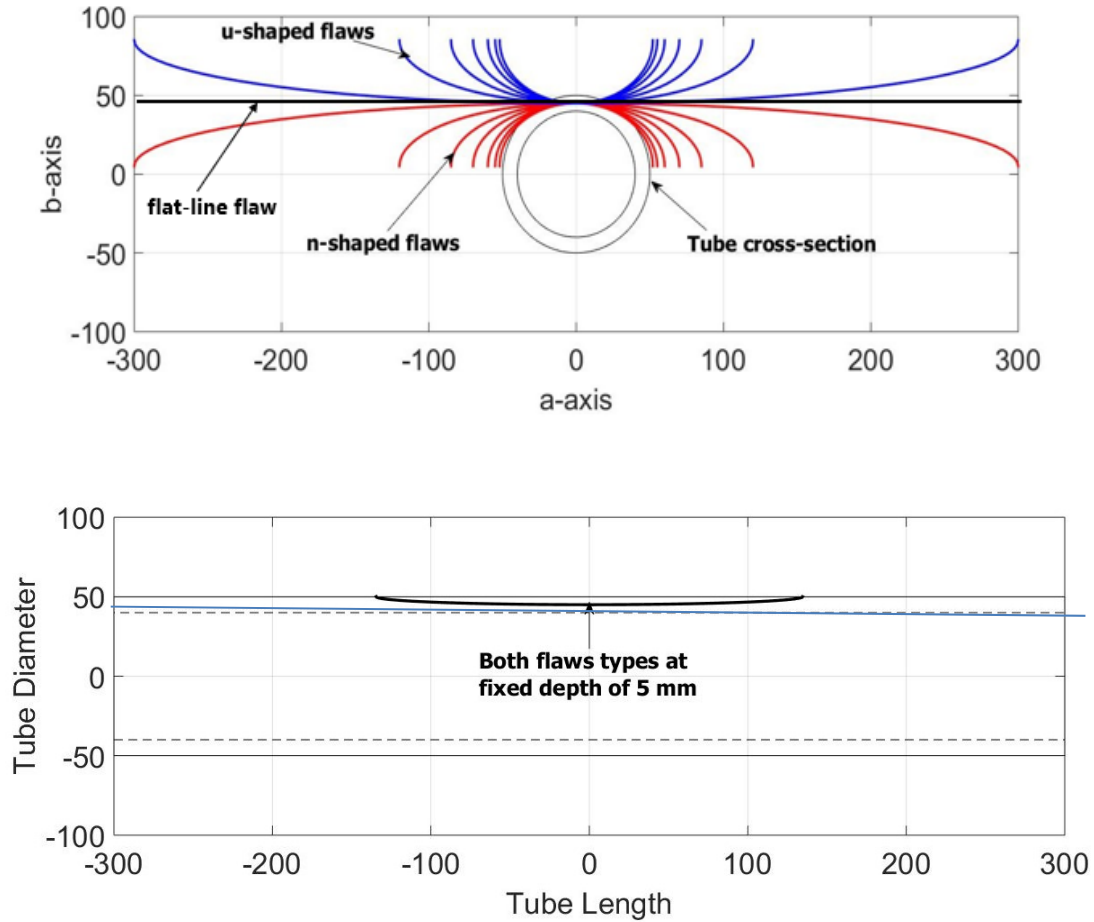 100
u-shaped flaws
50
b-axis
0
flat-line flaw
n-shaped flaws
Tube cross-section
-50
-100
-300
-200
-100
0
100
200
300
a-axis
100
50
Tube Diameter
Both flaws types at
fixed depth of 5 mm
0
-50
-100
-300
-200
-100
0
100
200
300
Tube Length